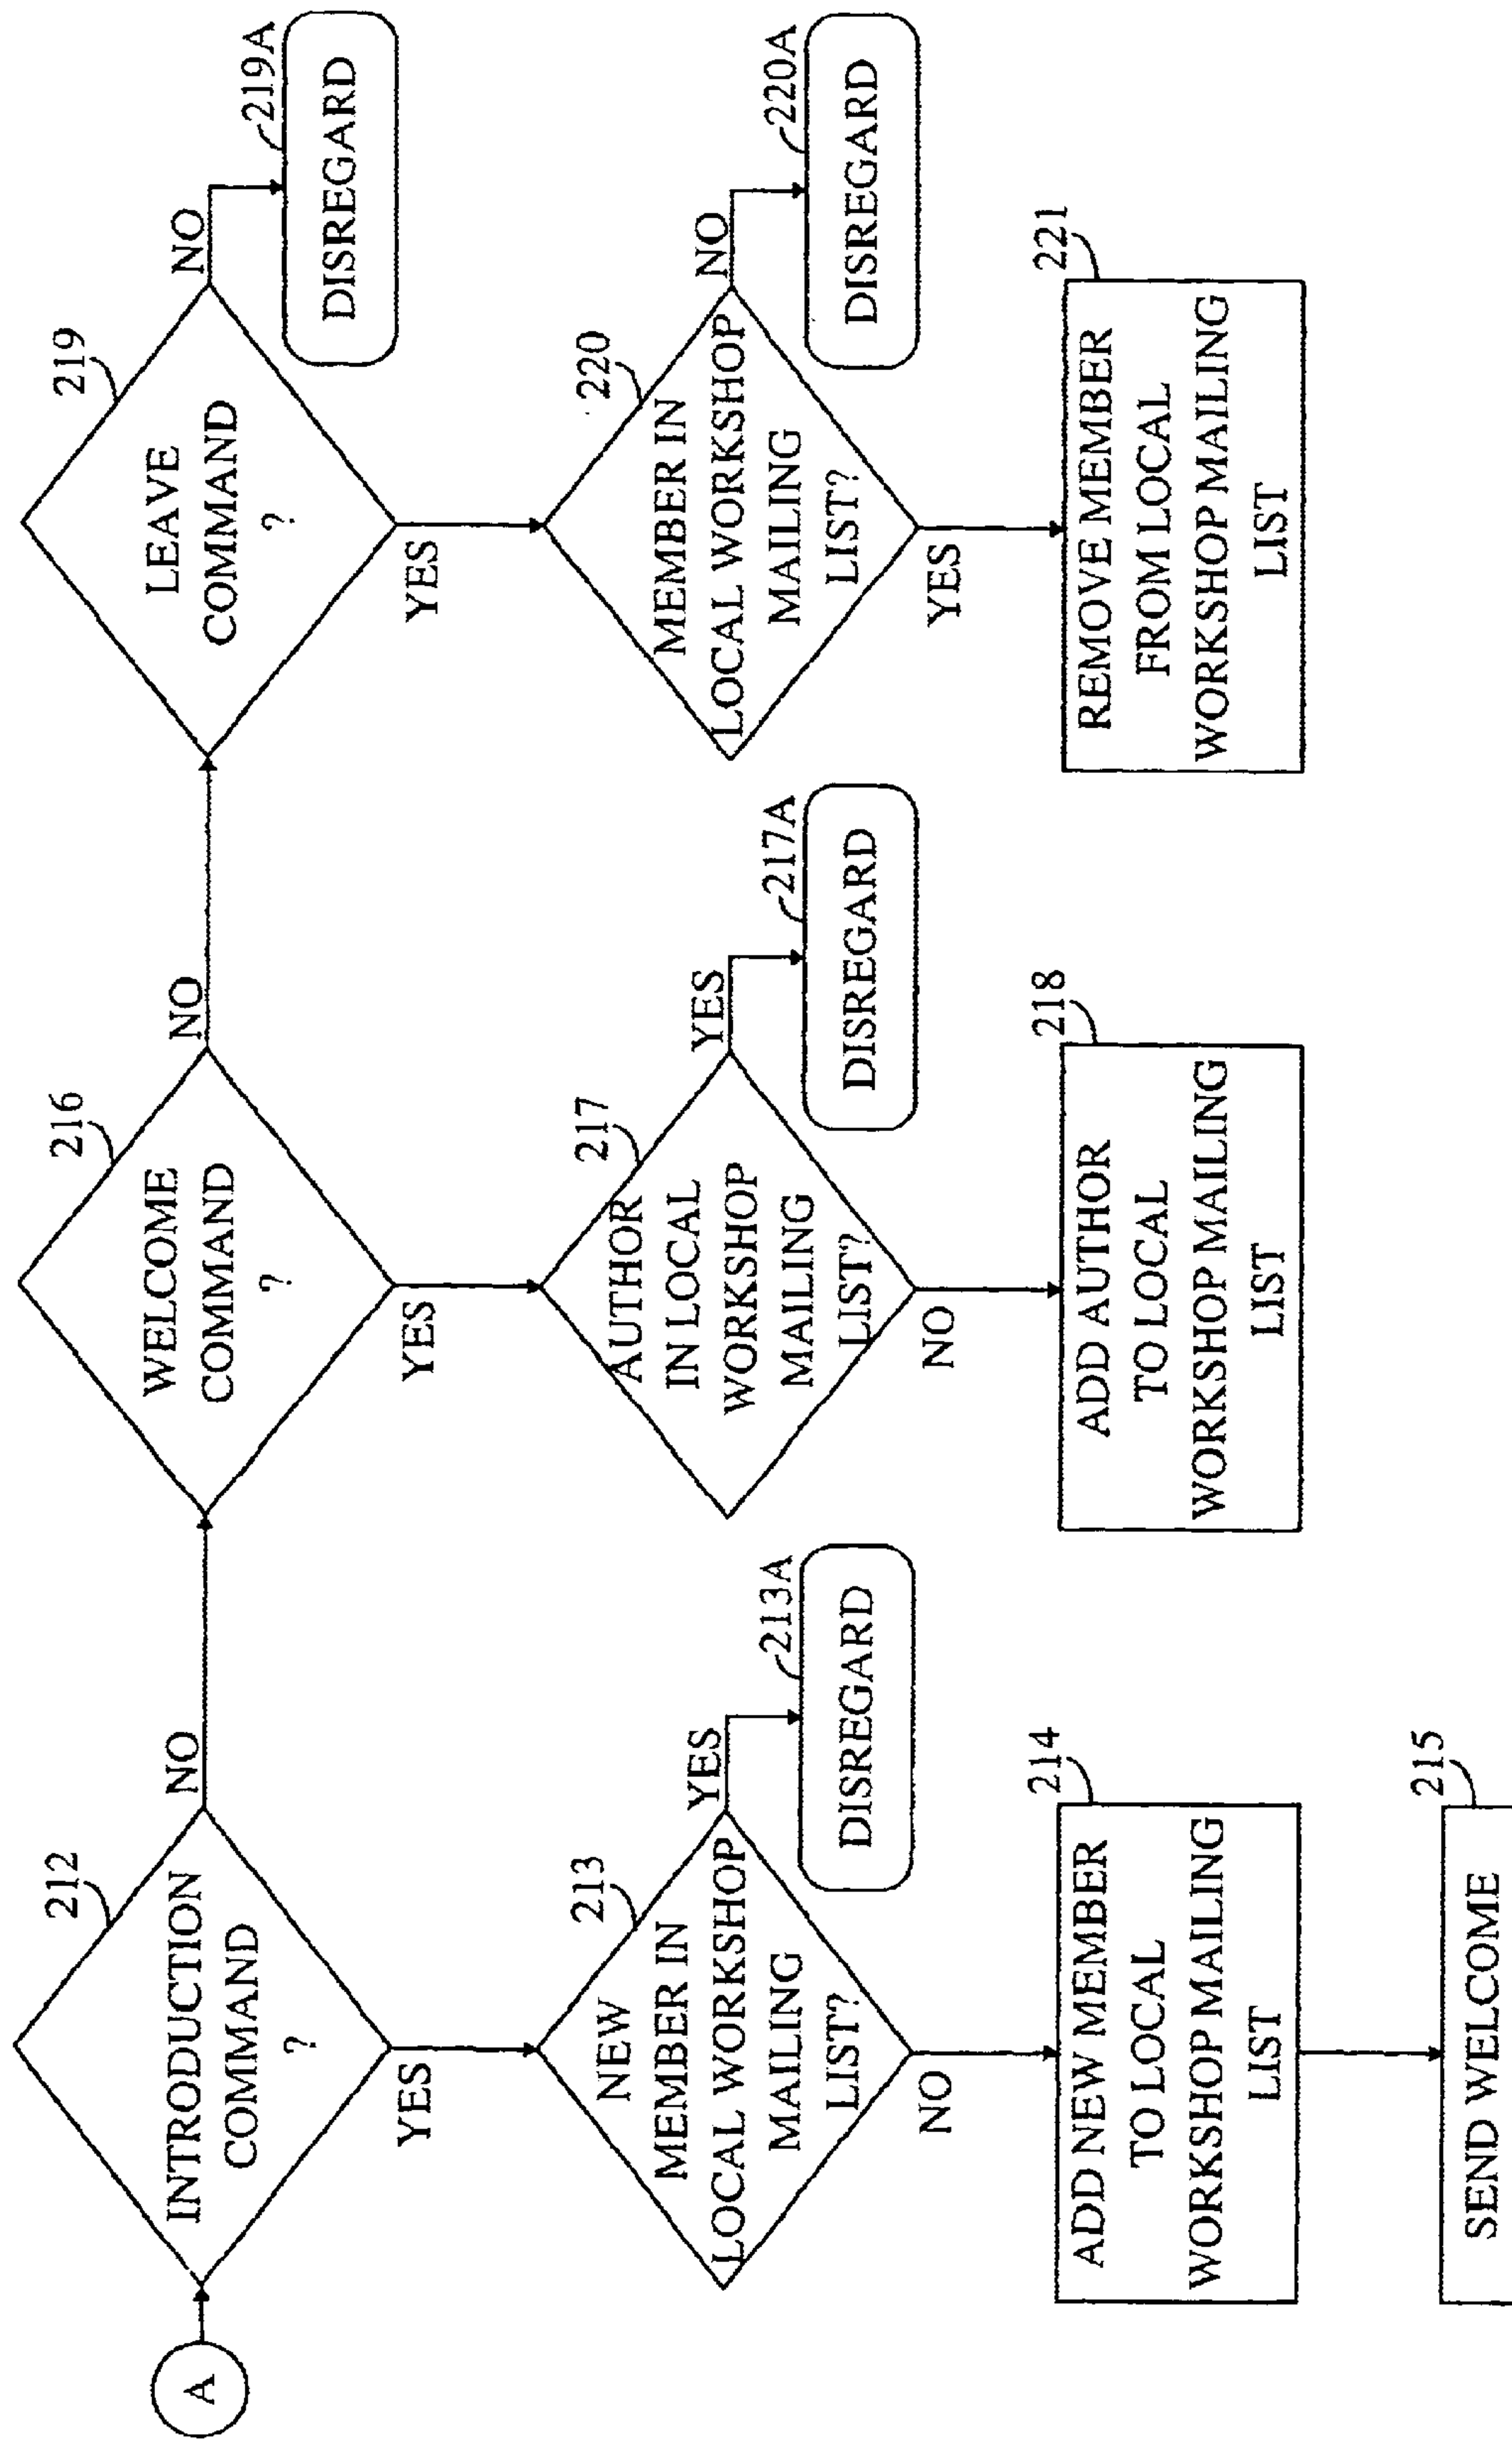 A
212
INTRODUCTION
COMMAND
?
NO
YES
213
NEW
MEMBER IN
LOCAL WORKSHOP
MAILING
LIST?
YES
213A
DISREGARD
NO
214
ADD NEW MEMBER
TO LOCAL
WORKSHOP MAILING
LIST
215
SEND WELCOME
216
WELCOME
COMMAND
?
NO
YES
217
AUTHOR
IN LOCAL
WORKSHOP
MAILING
LIST?
YES
217A
DISREGARD
NO
218
ADD AUTHOR
TO LOCAL
WORKSHOP MAILING
LIST
219
LEAVE
COMMAND
?
NO
219A
DISREGARD
YES
220
MEMBER IN
LOCAL WORKSHOP
MAILING
LIST?
NO
220A
DISREGARD
YES
221
REMOVE MEMBER
FROM LOCAL
WORKSHOP MAILING
LIST